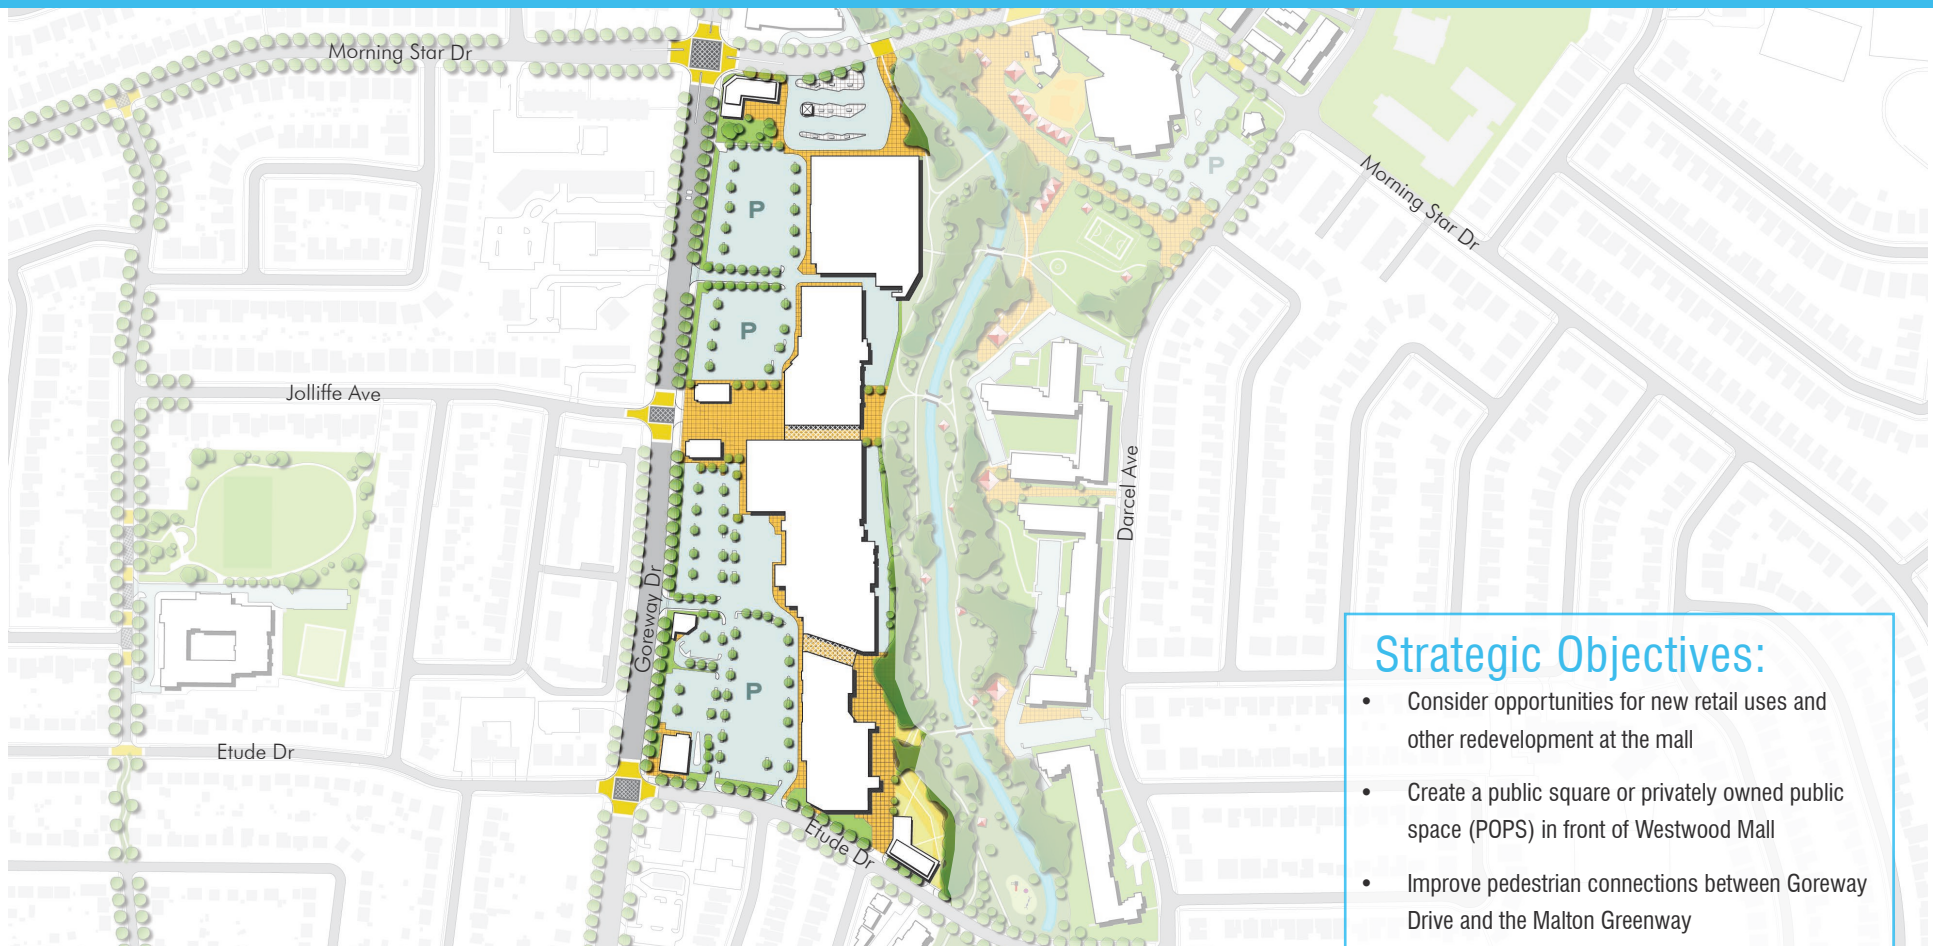 Morning Star Dr
P
P
Morning Star Dr
P
Jolliffe Ave
Darcel Ave
Goreway Dr
P
Etude Dr
Etude Dr
Strategic Objectives:
• Consider opportunities for new retail uses and
other redevelopment at the mall
• Create a public square or privately owned public
space (POPS) in front of Westwood Mall
• Improve pedestrian connections between Goreway
Drive and the Malton Greenway